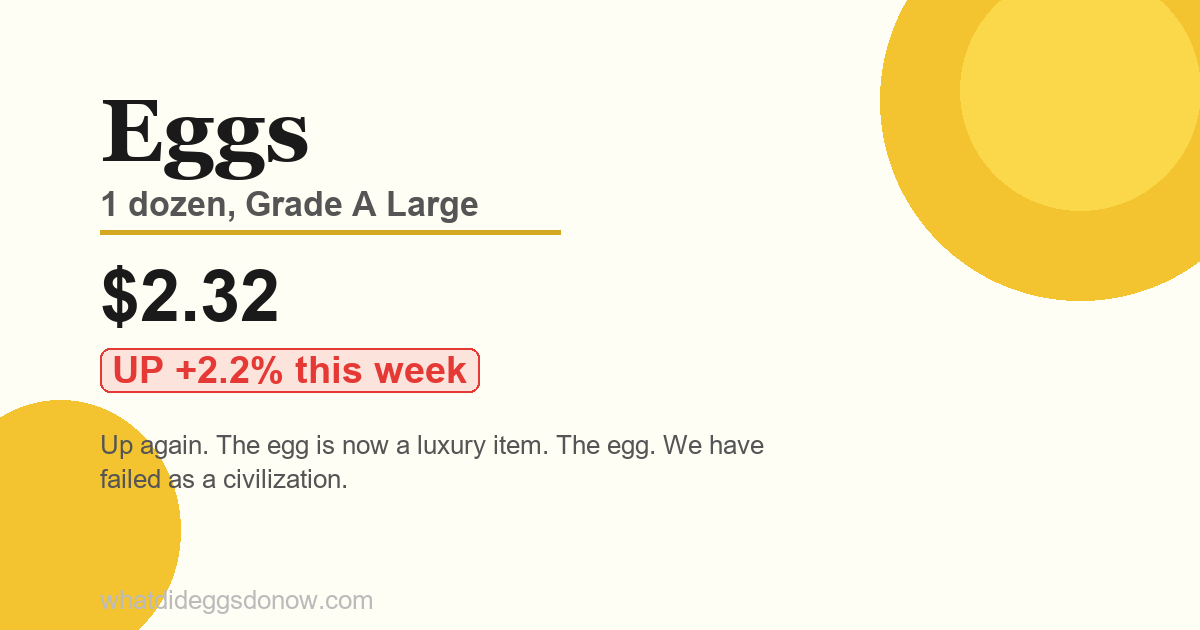 Eggs
1 dozen, Grade A Large
$2.32
UP +2.2% this week
Up again. The egg is now a luxury item. The egg. We have
failed as a civilization.
whatdideggsdonow.com